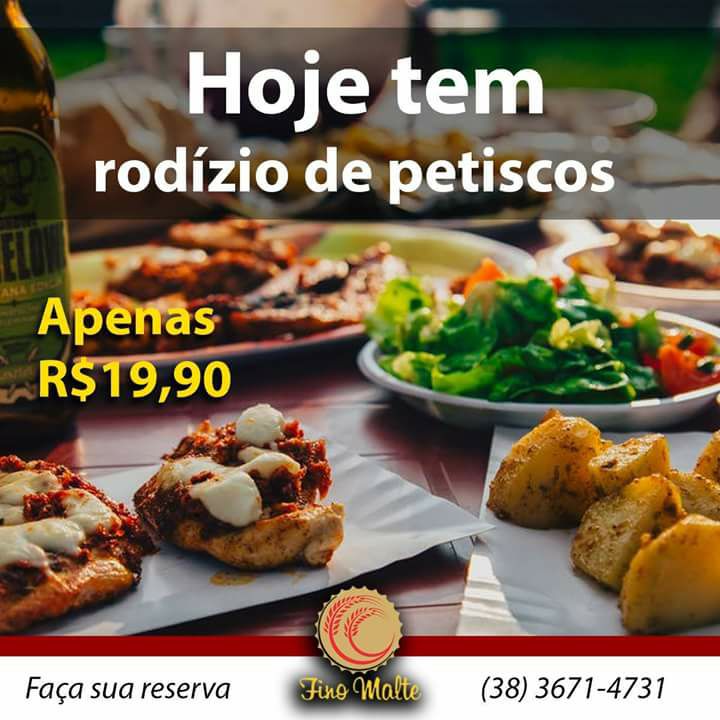 Hoje tem
rodízio de petiscos
Apenas
R$19,90
Faça sua reserva
Fino Malte
(38) 3671-4731